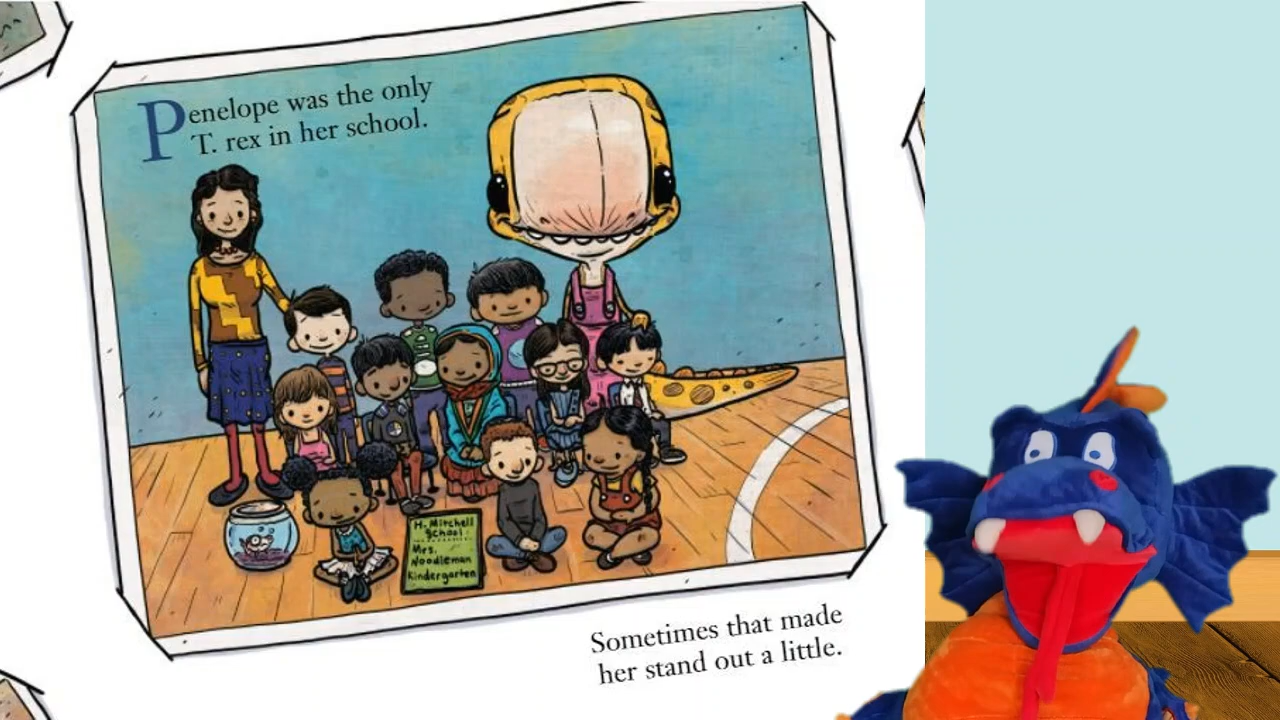 Penelope was the only
T. rex in her school.
H. Mitchell
School
Mrs.
Noodleman
Kindergarten
Sometimes that made
her stand out a little.